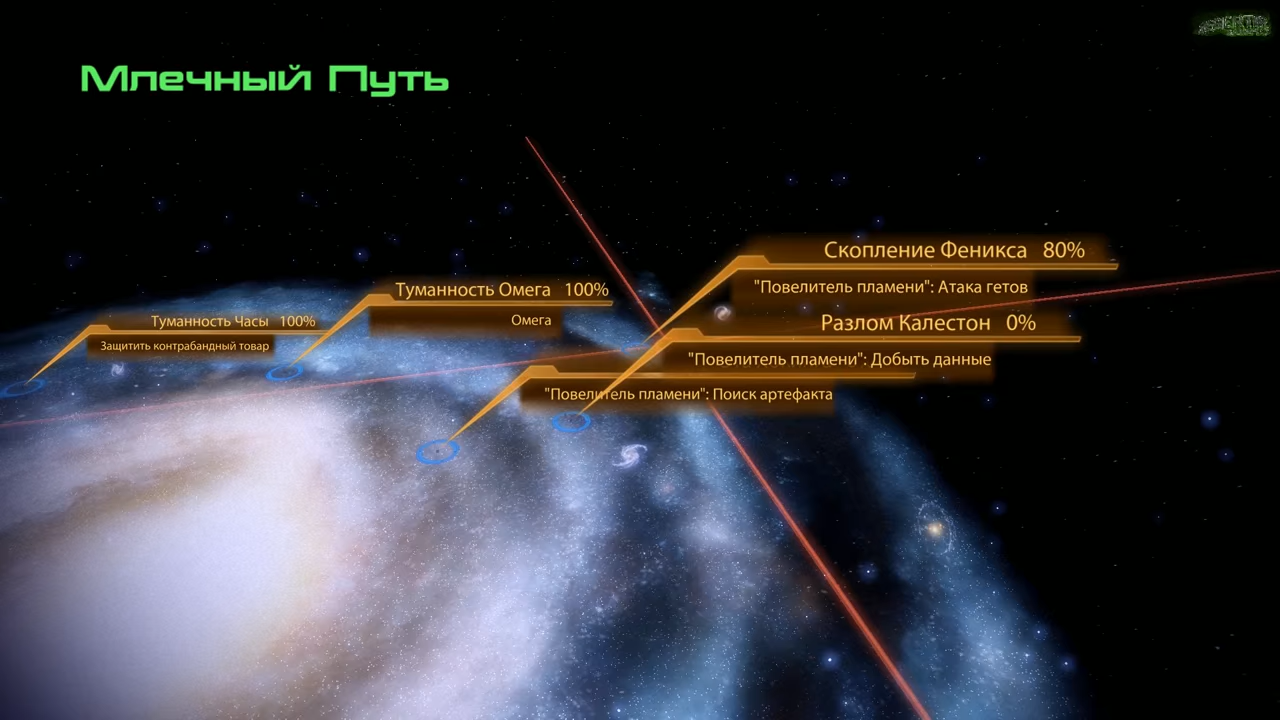 Млечный Путь
Скопление Феникса 80%
"Повелитель пламени": Атака гетов
Туманность Омега 100%
Омега
Туманность Часы 100%
Защитить контрабандный товар
Разлом Калестон 0%
"Повелитель пламени": Добыть данные
"Повелитель пламени": Поиск артефакта